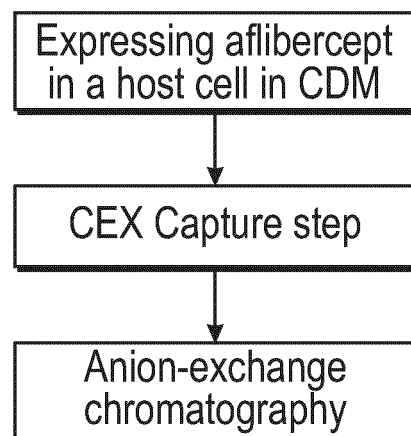 Expressing aflibercept
in a host cell in CDM
CEX Capture step
Anion-exchange
chromatography